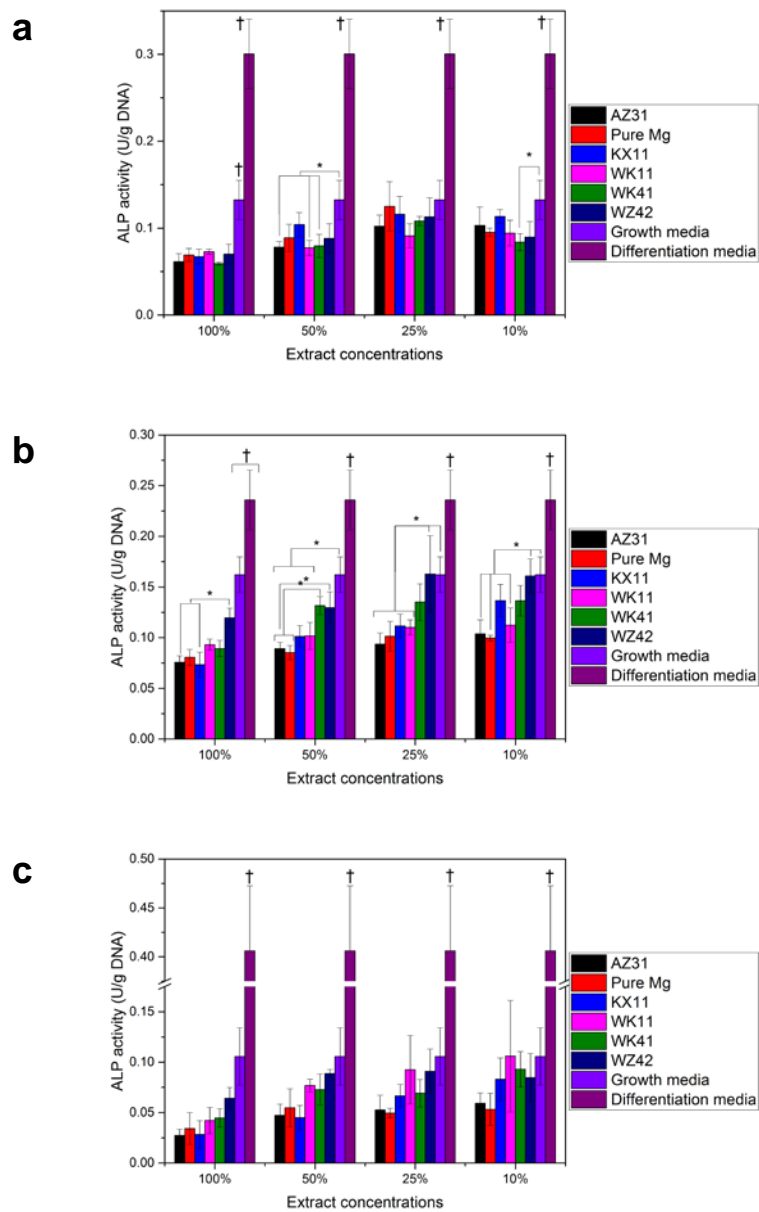 a
† † † †
0.3
†
* *
0.2
0.1
0.0
ALP activity (U/g DNA)
100% 50% 25% 10%
Extract concentrations
AZ31
Pure Mg
KX11
WK11
WK41
WZ42
Growth media
Differentiation media
b
0.30
† † † †
0.25
0.20
* * * *
**
0.15
0.10
0.05
0.00
ALP activity (U/g DNA)
100% 50% 25% 10%
Extract concentrations
AZ31
Pure Mg
KX11
WK11
WK41
WZ42
Growth media
Differentiation media
c
0.50
† † † †
0.45
0.40
0.15
0.10
0.05
0.00
ALP activity (U/g DNA)
100% 50% 25% 10%
Extract concentrations
AZ31
Pure Mg
KX11
WK11
WK41
WZ42
Growth media
Differentiation media